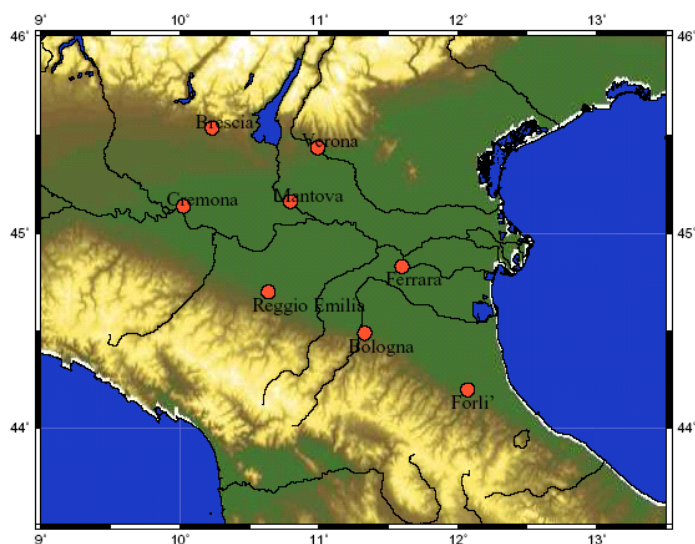 10° 11° 12° 13°
46° 46°
Brescia
Verona
Cremona
Mantova
45° 45°
Ferrara
Reggio Emilia
Bologna
Forli'
44° 44°
9° 10° 11° 12° 13°